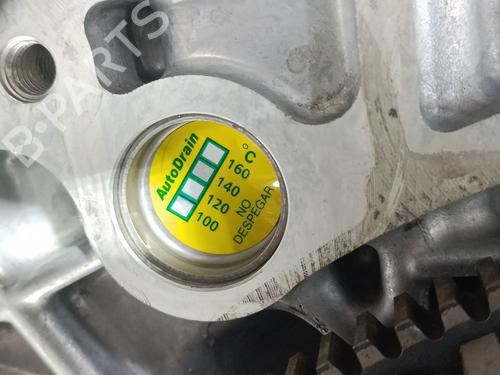 B-PARTS
AutoDrain
°C
160
140
120
100
NO
DESPEGAR